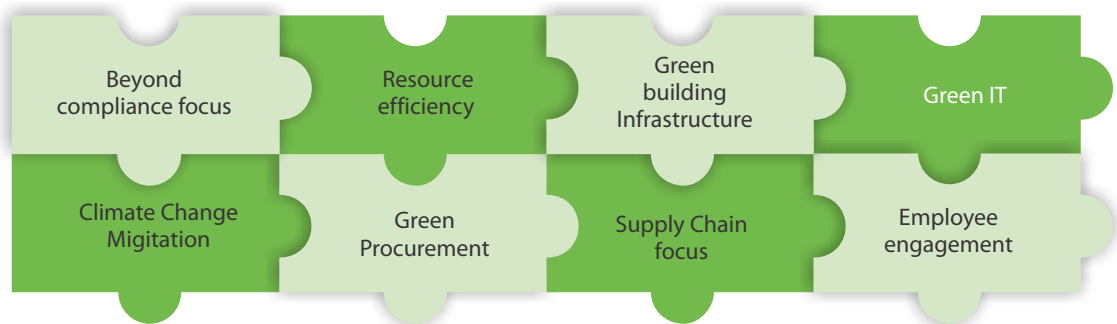 Beyond
compliance focus
Resource
efficiency
Green
building
Infrastructure
Green IT
Climate Change
Migitation
Green
Procurement
Supply Chain
focus
Employee
engagement